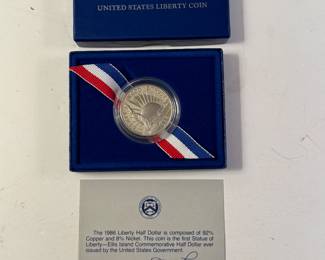 UNITED STATES LIBERTY COIN
The 1986 Liberty Half Dollar is composed of 92%
Copper and 8% Nickel. This coin is the first Statue of
Liberty—Ellis Island Commemorative Half Dollar ever
issued by the United States Government.